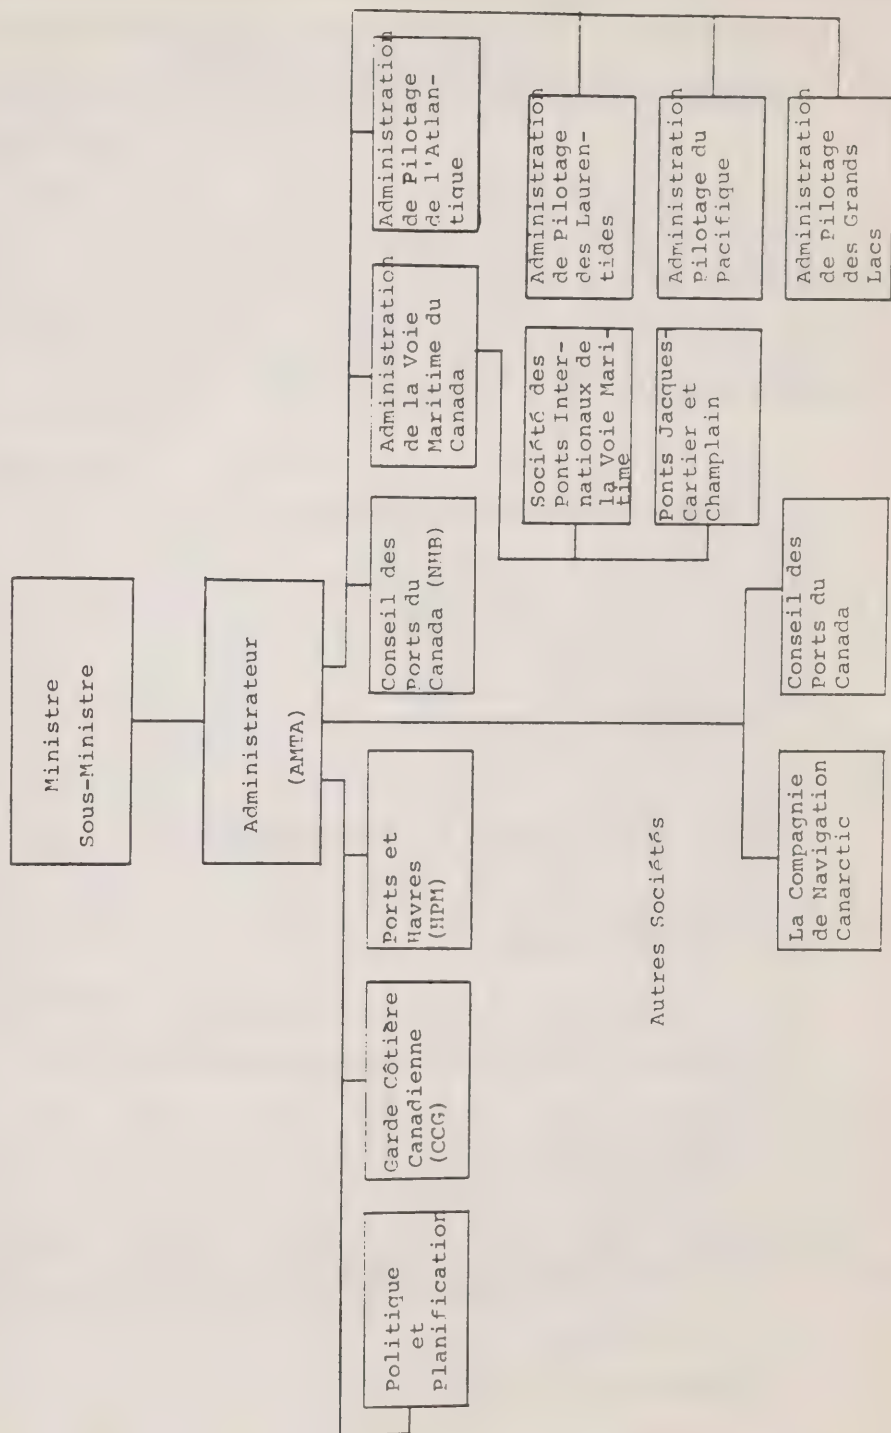 Ministre
Sous-Ministre
Administrateur
(AMTA)
Politique
et
Planification
Garde Côtière
Canadienne
(CCG)
Ports et
Havres
(HPM)
Conseil des
Ports du
Canada (NHB)
Administration
de la Voie
Maritime du
Canada
Administration
de Pilotage
de l'Atlan-
tique
Autres Sociétés
Société des
Ponts Inter-
nationaux de
la Voie Mari-
time
Administration
de Pilotage
des Lauren-
tides
Ponts Jacques-
Cartier et
Champlain
Administration
Pilotage du
Pacifique
La Compagnie
de Navigation
Canarctic
Conseil des
Ports du
Canada
Administration
de Pilotage
des Grands
Lacs